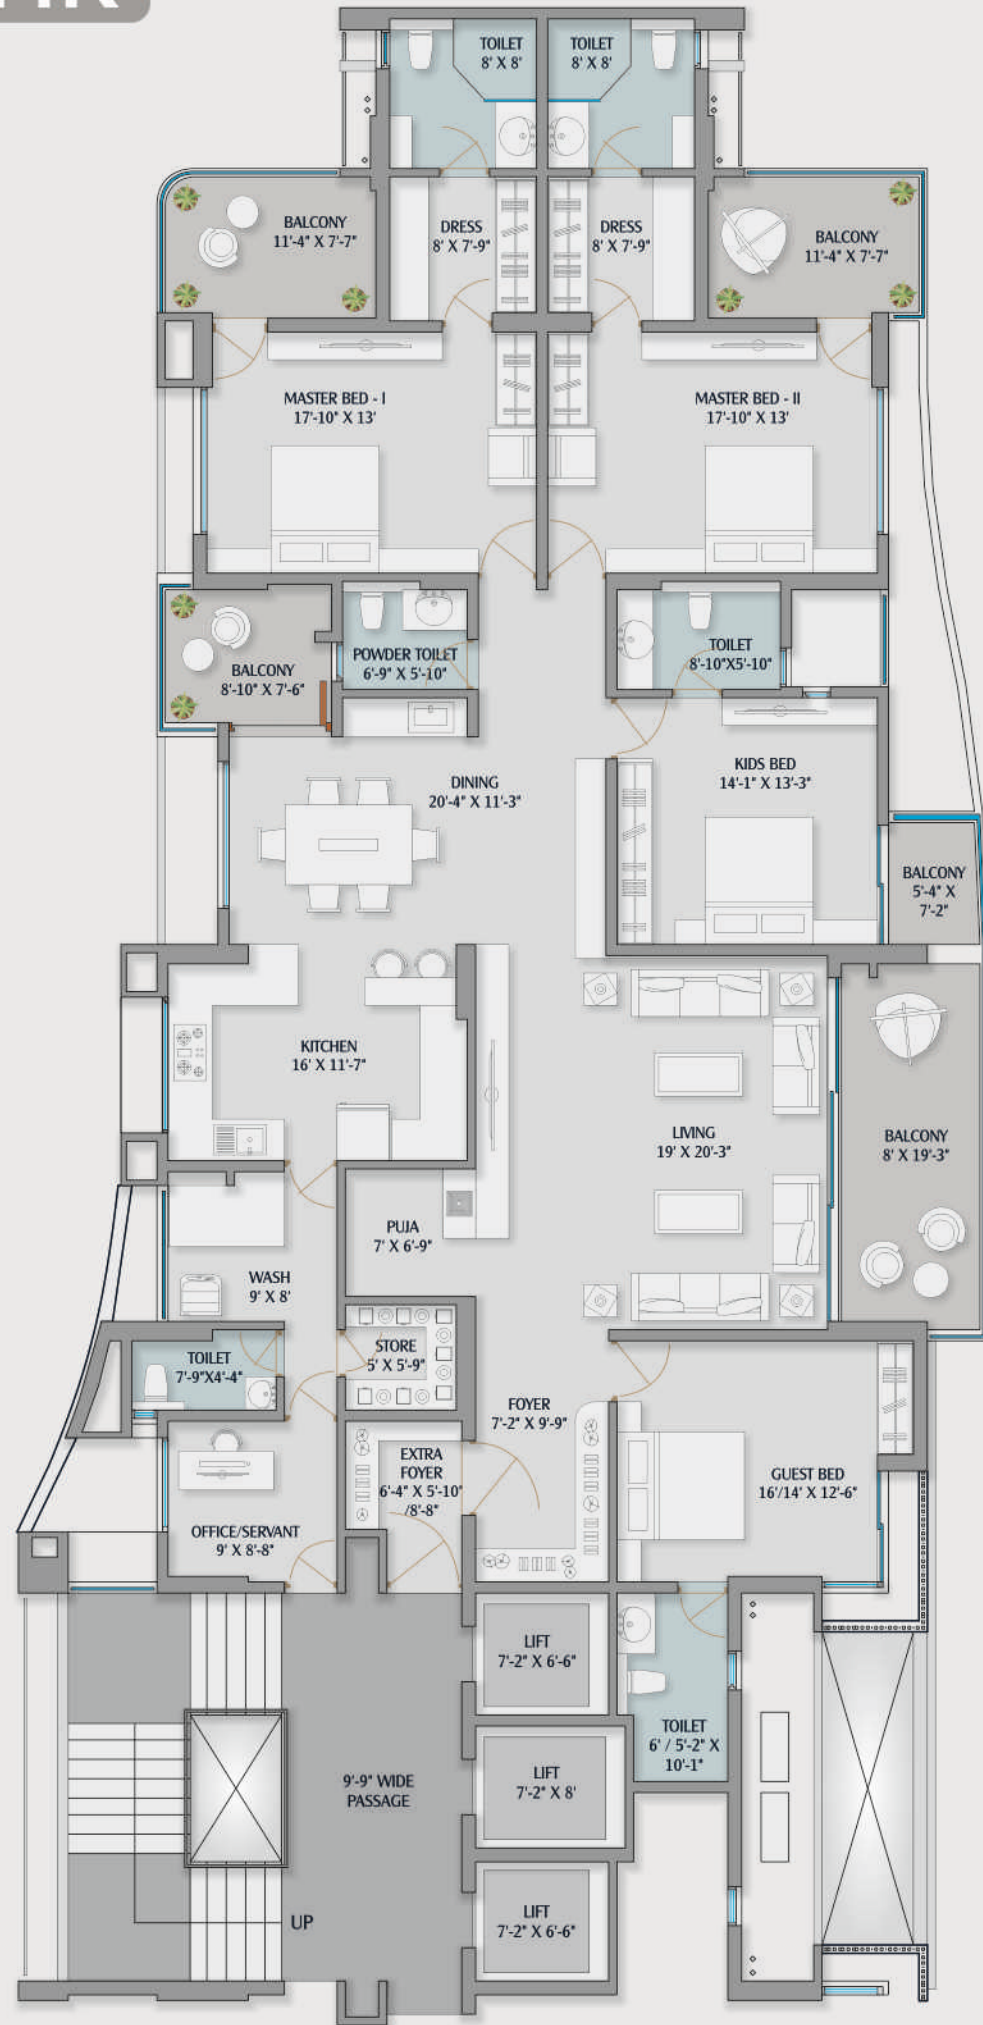 TOILET
8' X 8'
TOILET
8' X 8'
BALCONY
11'-4" X 7'-7"
DRESS
8' X 7'-9"
DRESS
8' X 7'-9"
BALCONY
11'-4" X 7'-7"
MASTER BED - I
17'-10" X 13'
MASTER BED - II
17'-10" X 13'
BALCONY
8'-10" X 7'-6"
POWDER TOILET
6'-9" X 5'-10"
TOILET
8'-10"X5'-10"
DINING
20'-4" X 11'-3"
KIDS BED
14'-1" X 13'-3"
BALCONY
5'-4" X
7'-2"
KITCHEN
16' X 11'-7"
LIVING
19' X 20'-3"
BALCONY
8' X 19'-3"
PUJA
7' X 6'-9"
WASH
9' X 8'
TOILET
7'-9"X4'-4"
STORE
5' X 5'-9"
FOYER
7'-2" X 9'-9"
EXTRA
FOYER
6'-4" X 5'-10"
/8'-8"
GUEST BED
16'/14' X 12'-6"
OFFICE/SERVANT
9' X 8'-8"
LIFT
7'-2" X 6'-6"
TOILET
6' / 5'-2" X
10'-1"
9'-9" WIDE
PASSAGE
LIFT
7'-2" X 8'
UP
LIFT
7'-2" X 6'-6"